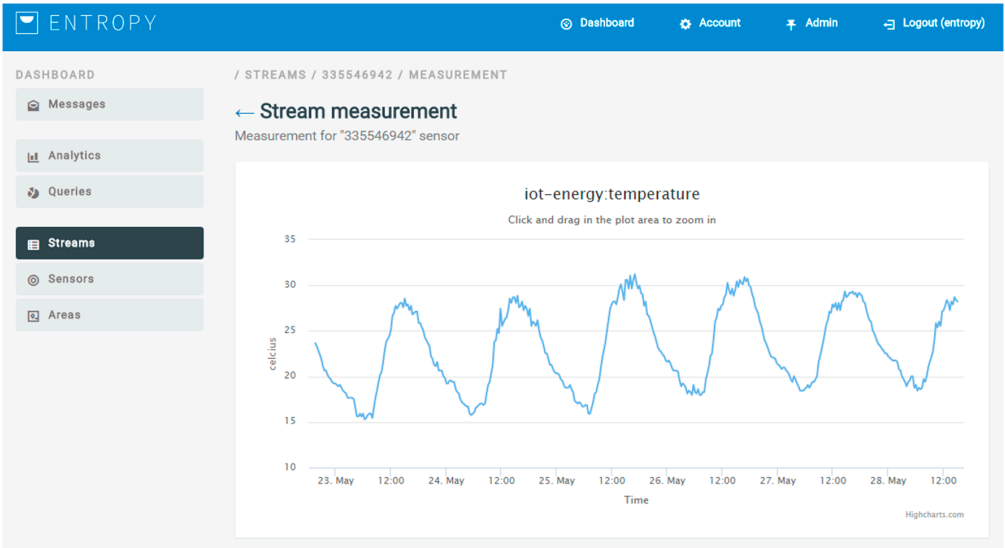 ENTROPY
Dashboard Account Admin Logout (entropy)
DASHBOARD
Messages
Analytics
Queries
Streams
Sensors
Areas
/ STREAMS / 335546942 / MEASUREMENT
← Stream measurement
Measurement for "335546942" sensor
iot-energy:temperature
Click and drag in the plot area to zoom in
celcius
35
30
25
20
15
10
23. May 12:00 24. May 12:00 25. May 12:00 26. May 12:00 27. May 12:00 28. May 12:00
Time
Highcharts.com